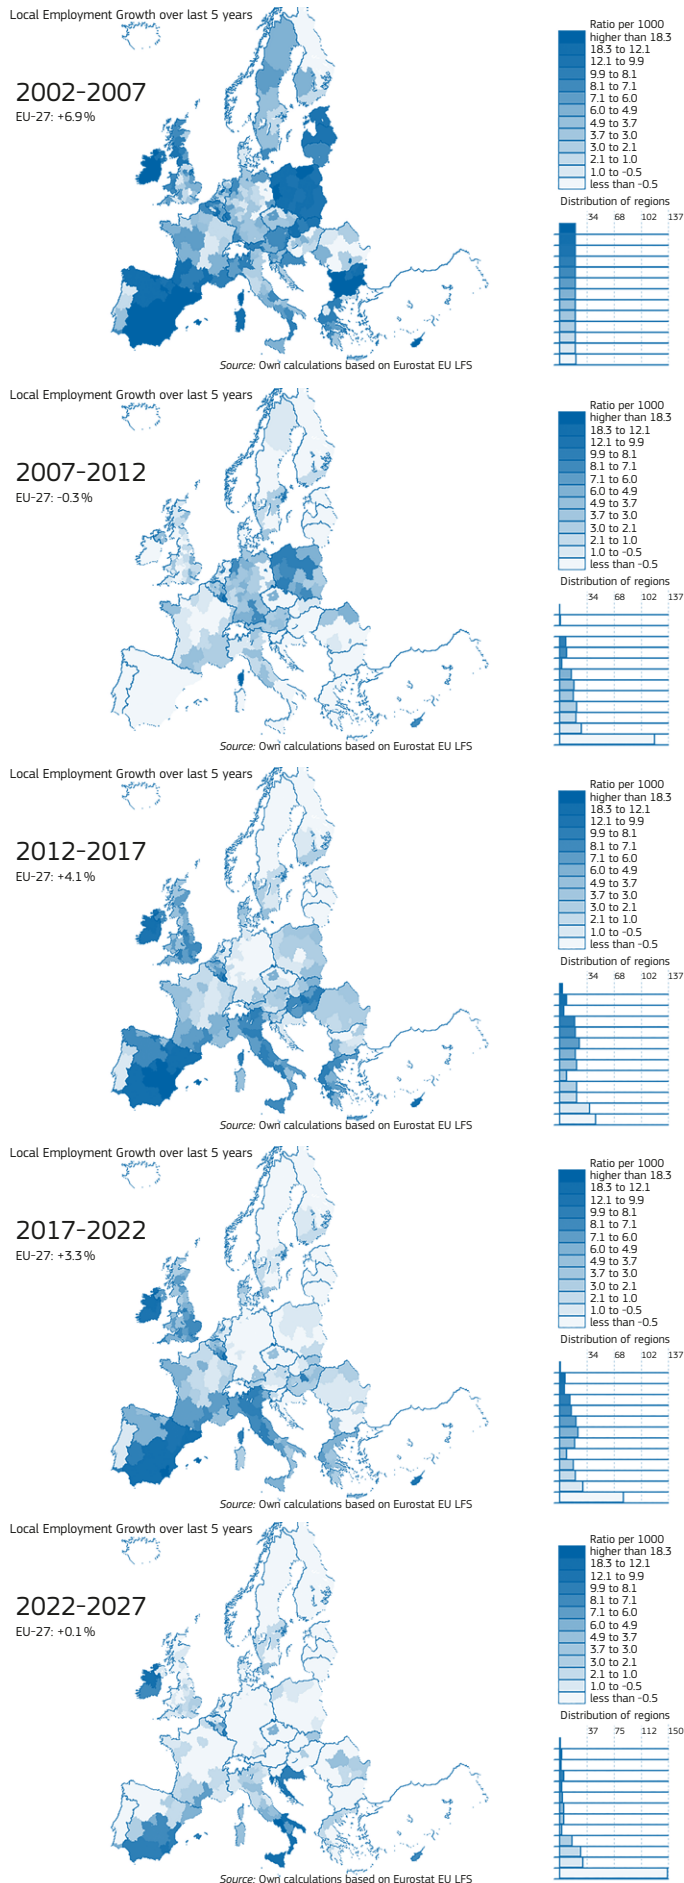 Local Employment Growth over last 5 years
2002-2007
EU-27: +6.9 %
Ratio per 1000
higher than 18.3
18.3 to 12.1
12.1 to 9.9
9.9 to 8.1
8.1 to 7.1
7.1 to 6.0
6.0 to 4.9
4.9 to 3.7
3.7 to 3.0
3.0 to 2.1
2.1 to 1.0
1.0 to -0.5
less than -0.5
Distribution of regions
34 68 102 137
Source: Own calculations based on Eurostat EU LFS
Local Employment Growth over last 5 years
2007-2012
EU-27: -0.3 %
Ratio per 1000
higher than 18.3
18.3 to 12.1
12.1 to 9.9
9.9 to 8.1
8.1 to 7.1
7.1 to 6.0
6.0 to 4.9
4.9 to 3.7
3.7 to 3.0
3.0 to 2.1
2.1 to 1.0
1.0 to -0.5
less than -0.5
Distribution of regions
34 68 102 137
Source: Own calculations based on Eurostat EU LFS
Local Employment Growth over last 5 years
2012-2017
EU-27: +4.1 %
Ratio per 1000
higher than 18.3
18.3 to 12.1
12.1 to 9.9
9.9 to 8.1
8.1 to 7.1
7.1 to 6.0
6.0 to 4.9
4.9 to 3.7
3.7 to 3.0
3.0 to 2.1
2.1 to 1.0
1.0 to -0.5
less than -0.5
Distribution of regions
34 68 102 137
Source: Own calculations based on Eurostat EU LFS
Local Employment Growth over last 5 years
2017-2022
EU-27: +3.3 %
Ratio per 1000
higher than 18.3
18.3 to 12.1
12.1 to 9.9
9.9 to 8.1
8.1 to 7.1
7.1 to 6.0
6.0 to 4.9
4.9 to 3.7
3.7 to 3.0
3.0 to 2.1
2.1 to 1.0
1.0 to -0.5
less than -0.5
Distribution of regions
34 68 102 137
Source: Own calculations based on Eurostat EU LFS
Local Employment Growth over last 5 years
2022-2027
EU-27: +0.1 %
Ratio per 1000
higher than 18.3
18.3 to 12.1
12.1 to 9.9
9.9 to 8.1
8.1 to 7.1
7.1 to 6.0
6.0 to 4.9
4.9 to 3.7
3.7 to 3.0
3.0 to 2.1
2.1 to 1.0
1.0 to -0.5
less than -0.5
Distribution of regions
37 75 112 150
Source: Own calculations based on Eurostat EU LFS